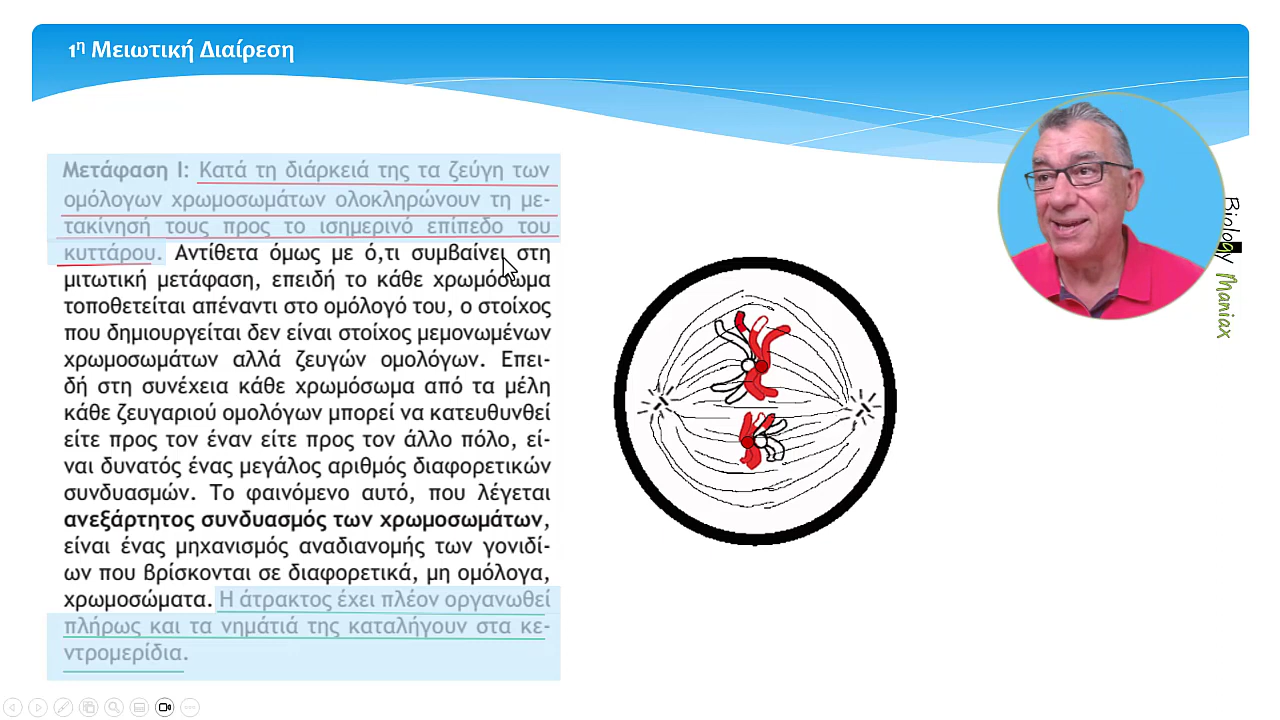 1η Μειωτική Διαίρεση
Μετάφαση Ι: Κατά τη διάρκειά της τα ζεύγη των
ομόλογων χρωμοσωμάτων ολοκληρώνουν τη με-
τακίνησή τους προς το ισημερινό επίπεδο του
κυττάρου. Αντίθετα όμως με ό,τι συμβαίνει στη
μιτωτική μετάφαση, επειδή το κάθε χρωμόσωμα
τοποθετείται απέναντι στο ομόλογό του, ο στοίχος
που δημιουργείται δεν είναι στοίχος μεμονωμένων
χρωμοσωμάτων αλλά ζευγών ομολόγων. Επει-
δή στη συνέχεια κάθε χρωμόσωμα από τα μέλη
κάθε ζευγαριού ομολόγων μπορεί να κατευθυνθεί
είτε προς τον έναν είτε προς τον άλλο πόλο, εί-
ναι δυνατός ένας μεγάλος αριθμός διαφορετικών
συνδυασμών. Το φαινόμενο αυτό, που λέγεται
ανεξάρτητος συνδυασμός των χρωμοσωμάτων,
είναι ένας μηχανισμός αναδιανομής των γονιδί-
ων που βρίσκονται σε διαφορετικά, μη ομόλογα,
χρωμοσώματα. Η άτρακτος έχει πλέον οργανωθεί
πλήρως και τα νημάτιά της καταλήγουν στα κε-
ντρομερίδια.
Biology Maniax